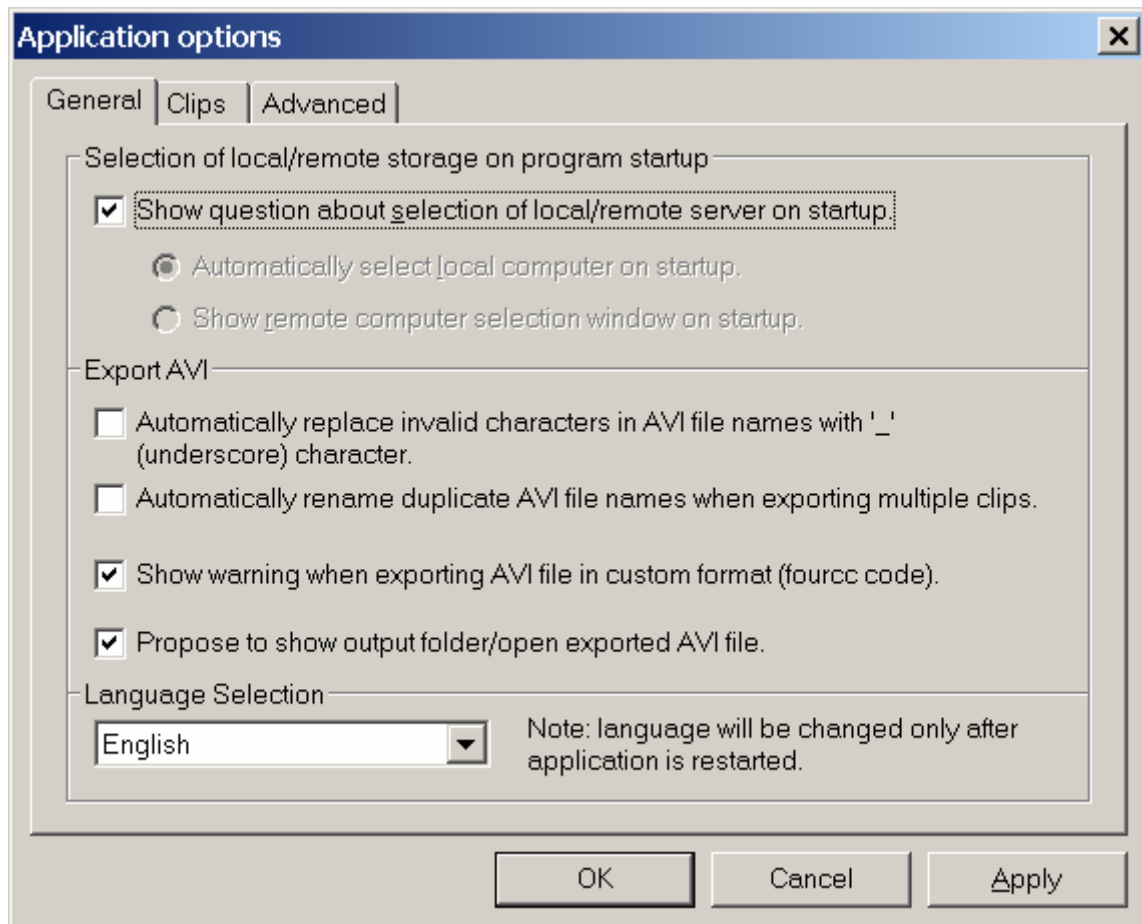 Application options
General
Clips
Advanced
Selection of local/remote storage on program startup
Show question about selection of local/remote server on startup.
Automatically select local computer on startup.
Show remote computer selection window on startup.
Export AVI
Automatically replace invalid characters in AVI file names with '_'
(underscore) character.
Automatically rename duplicate AVI file names when exporting multiple clips.
Show warning when exporting AVI file in custom format (fourcc code).
Propose to show output folder/open exported AVI file.
Language Selection
English
Note: language will be changed only after
application is restarted.
OK
Cancel
Apply